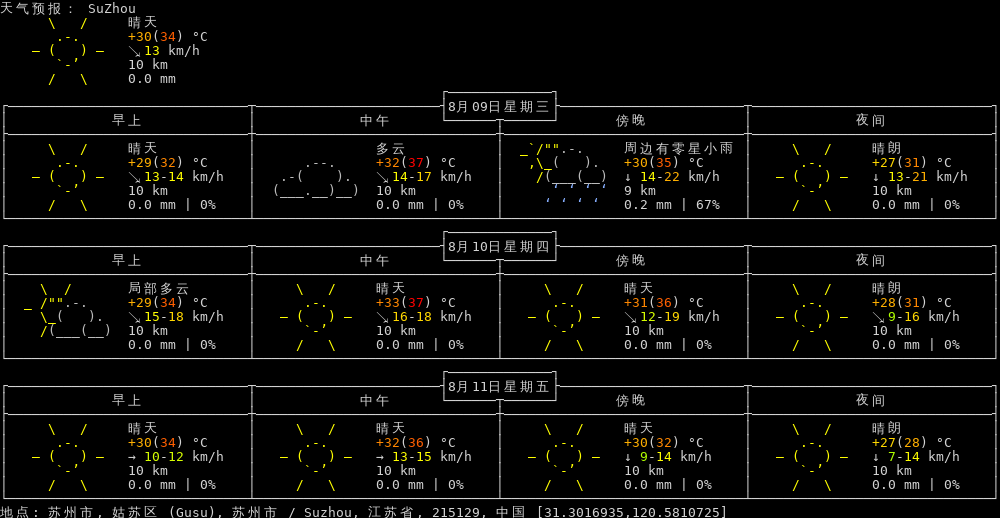 天气预报： SuZhou
晴天
+30(34) °C
↘ 13 km/h
10 km
0.0 mm
8月09日星期三
早上 中午 傍晚 夜间
晴天 多云 周边有零星小雨 晴朗
+29(32) °C +32(37) °C +30(35) °C +27(31) °C
↘ 13-14 km/h ↘ 14-17 km/h ↓ 14-22 km/h ↓ 13-21 km/h
10 km 10 km 9 km 10 km
0.0 mm | 0% 0.0 mm | 0% 0.2 mm | 67% 0.0 mm | 0%
8月10日星期四
早上 中午 傍晚 夜间
局部多云 晴天 晴天 晴朗
+29(34) °C +33(37) °C +31(36) °C +28(31) °C
↘ 15-18 km/h ↘ 16-18 km/h ↘ 12-19 km/h ↘ 9-16 km/h
10 km 10 km 10 km 10 km
0.0 mm | 0% 0.0 mm | 0% 0.0 mm | 0% 0.0 mm | 0%
8月11日星期五
早上 中午 傍晚 夜间
晴天 晴天 晴天 晴朗
+30(34) °C +32(36) °C +30(32) °C +27(28) °C
→ 10-12 km/h → 13-15 km/h ↓ 9-14 km/h ↓ 7-14 km/h
10 km 10 km 10 km 10 km
0.0 mm | 0% 0.0 mm | 0% 0.0 mm | 0% 0.0 mm | 0%
地点: 苏州市, 姑苏区 (Gusu), 苏州市 / Suzhou, 江苏省, 215129, 中国 [31.3016935,120.5810725]